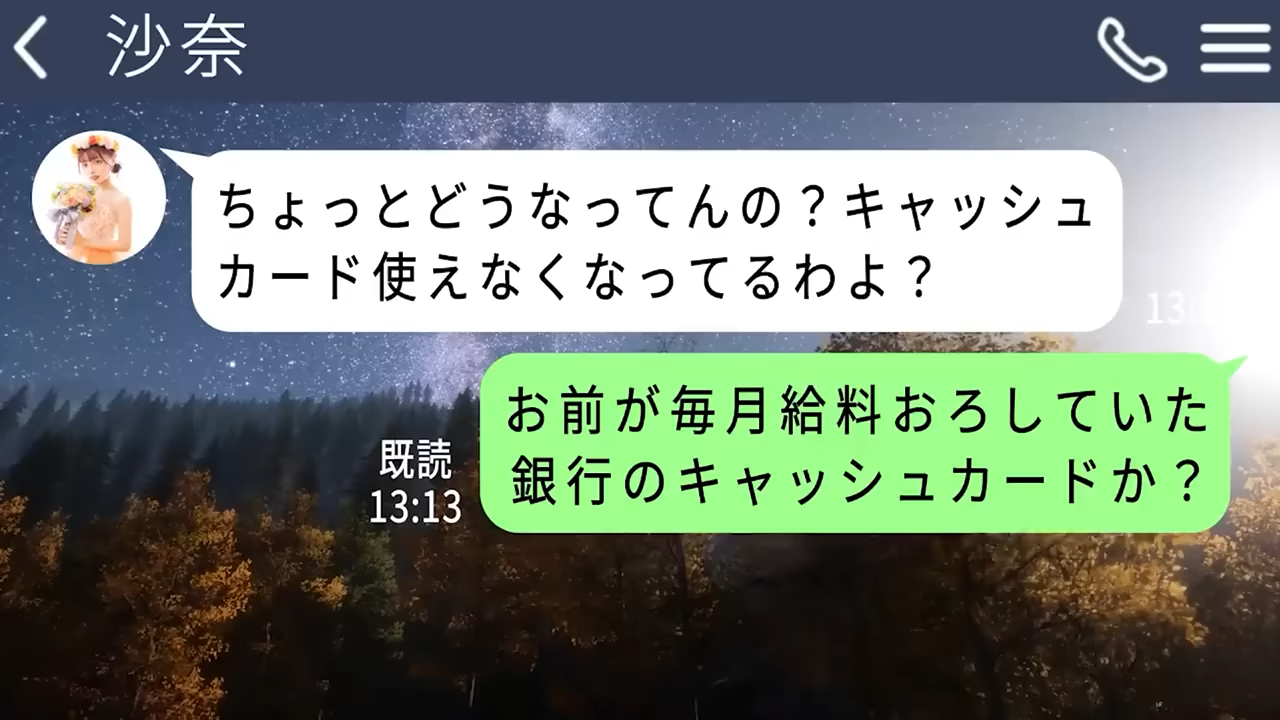 沙奈
ちょっとどうなってんの？キャッシュ
カード使えなくなってるわよ？
お前が毎月給料おろしていた
銀行のキャッシュカードか？
既読
13:13